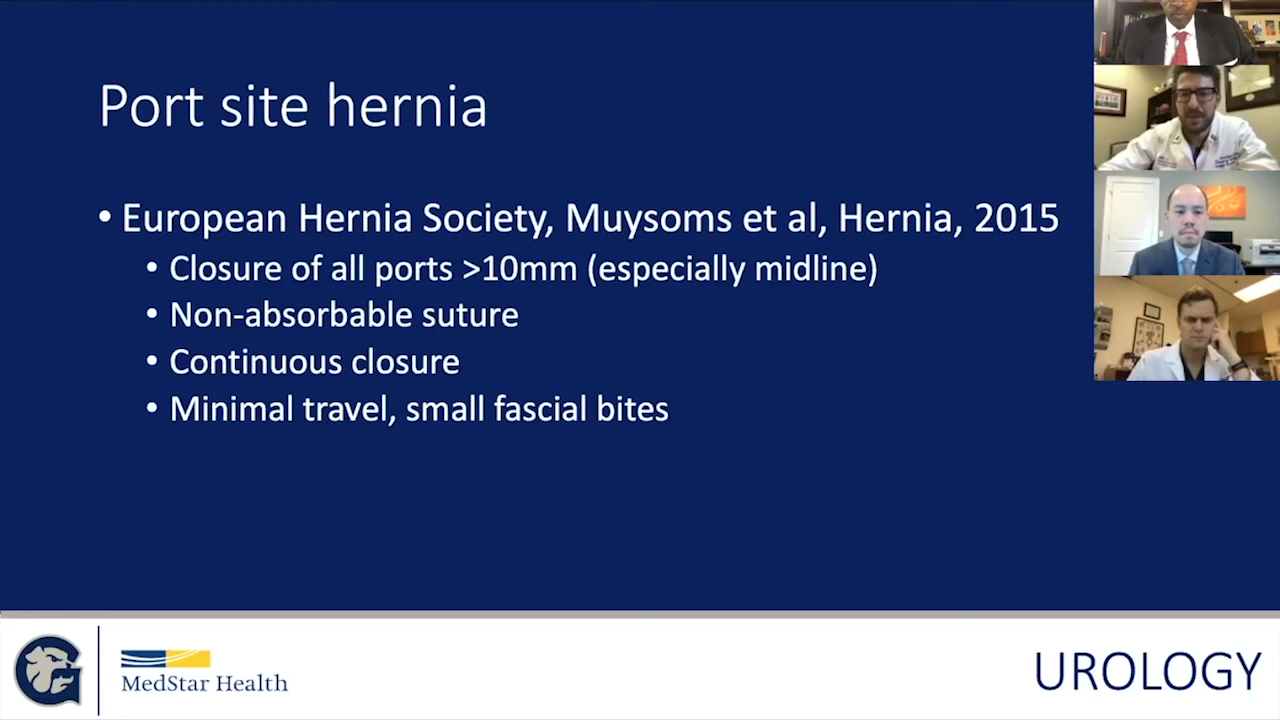 Port site hernia
• European Hernia Society, Muysoms et al, Hernia, 2015
• Closure of all ports >10mm (especially midline)
• Non-absorbable suture
• Continuous closure
• Minimal travel, small fascial bites
G
MedStar Health
UROLOGY